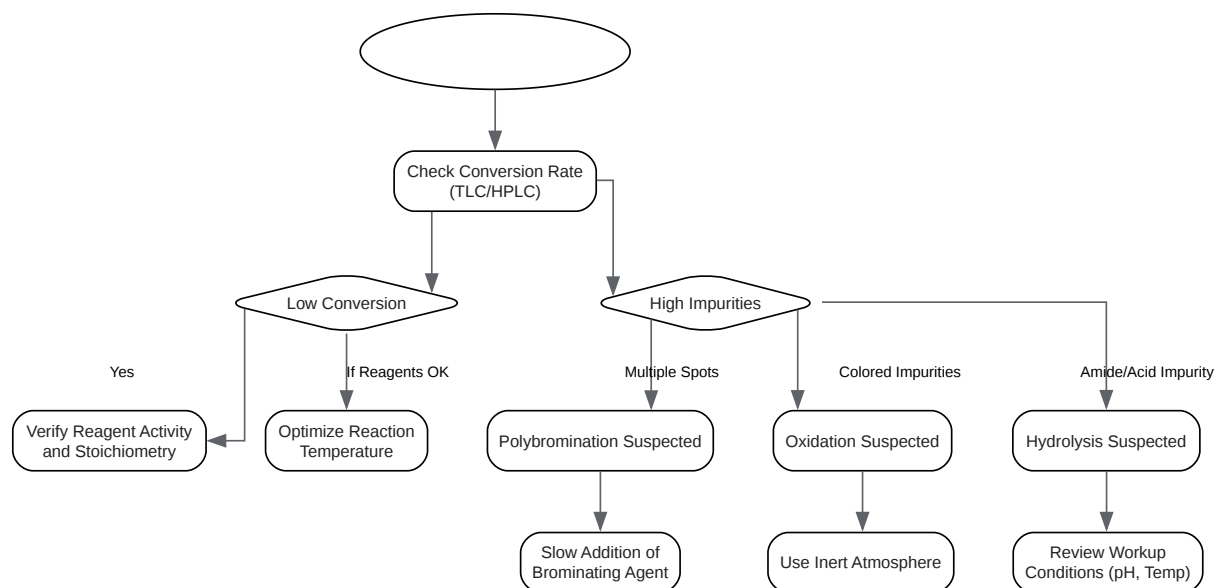 Check Conversion Rate
(TLC/HPLC)
Low Conversion
High Impurities
Yes
If Reagents OK
Multiple Spots
Colored Impurities
Amide/Acid Impurity
Verify Reagent Activity
and Stoichiometry
Optimize Reaction
Temperature
Polybromination Suspected
Oxidation Suspected
Hydrolysis Suspected
Slow Addition of
Brominating Agent
Use Inert Atmosphere
Review Workup
Conditions (pH, Temp)